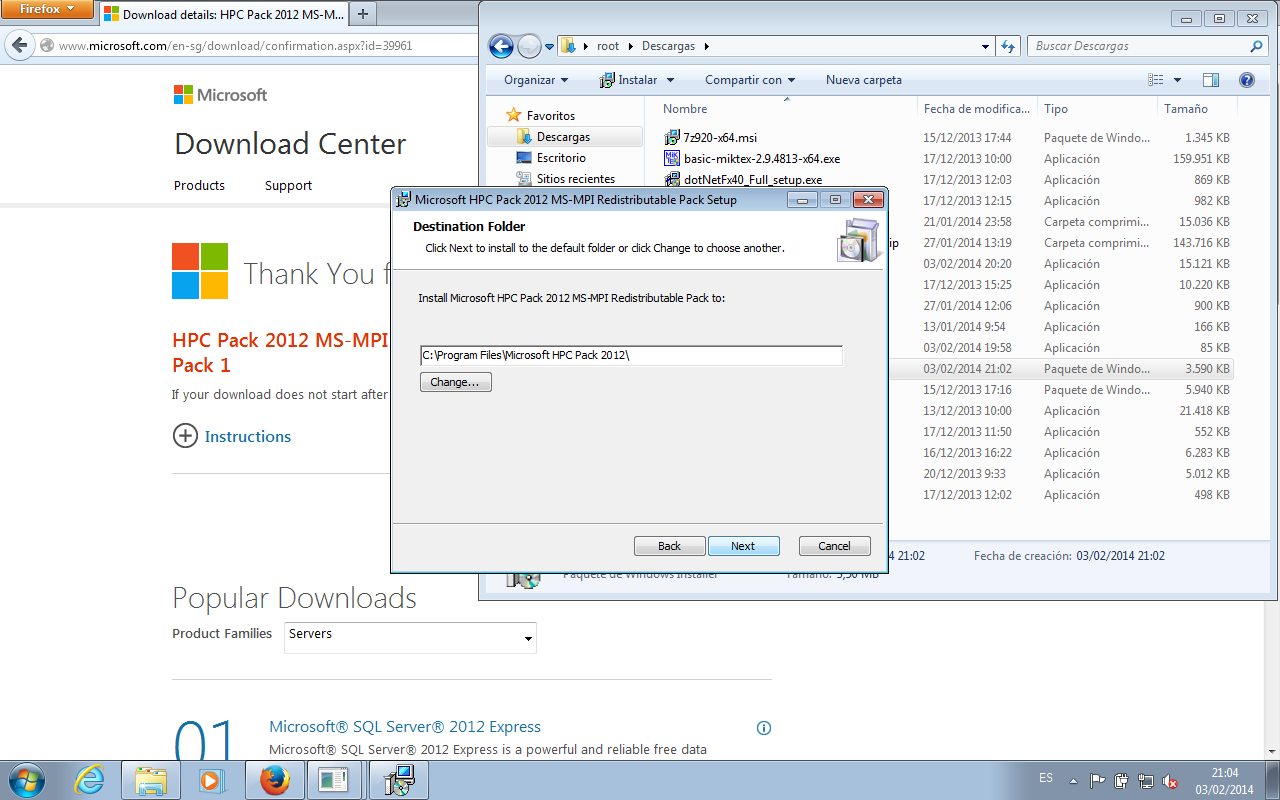 Firefox
Download details: HPC Pack 2012 MS-M...
www.microsoft.com/en-sg/download/confirmation.aspx?id=39961
Microsoft
Download Center
Products Support
Thank You f
HPC Pack 2012 MS-MPI
Pack 1
If your download does not start after
Instructions
Popular Downloads
Product Families Servers
01
Microsoft® SQL Server® 2012 Express
Microsoft® SQL Server® 2012 Express is a powerful and reliable free data
root Descargas
Buscar Descargas
Organizar Instalar Compartir con Nueva carpeta
Favoritos
Descargas
Escritorio
Sitios recientes
Nombre Fecha de modifica... Tipo Tamaño
7z920-x64.msi 15/12/2013 17:44 Paquete de Windo... 1.345 KB
basic-miktex-2.9.4813-x64.exe 17/12/2013 10:00 Aplicación 159.951 KB
dotNetFx40_Full_setup.exe 17/12/2013 12:03 Aplicación 869 KB
17/12/2013 12:15 Aplicación 982 KB
21/01/2014 23:58 Carpeta comprimi... 15.036 KB
ip 27/01/2014 13:19 Carpeta comprimi... 143.716 KB
03/02/2014 20:20 Aplicación 15.121 KB
17/12/2013 15:25 Aplicación 10.220 KB
27/01/2014 12:06 Aplicación 900 KB
13/01/2014 9:54 Aplicación 166 KB
03/02/2014 19:58 Aplicación 85 KB
03/02/2014 21:02 Paquete de Windo... 3.590 KB
15/12/2013 17:16 Paquete de Windo... 5.940 KB
13/12/2013 10:00 Aplicación 21.418 KB
17/12/2013 11:50 Aplicación 552 KB
16/12/2013 16:22 Aplicación 6.283 KB
20/12/2013 9:33 Aplicación 5.012 KB
17/12/2013 12:02 Aplicación 498 KB
4 21:02 Fecha de creación: 03/02/2014 21:02
Paquete de Windows Installer Tamaño: 3,50 MB
Microsoft HPC Pack 2012 MS-MPI Redistributable Pack Setup
Destination Folder
Click Next to install to the default folder or click Change to choose another.
Install Microsoft HPC Pack 2012 MS-MPI Redistributable Pack to:
C:\Program Files\Microsoft HPC Pack 2012\
Change...
Back Next Cancel
ES
21:04
03/02/2014